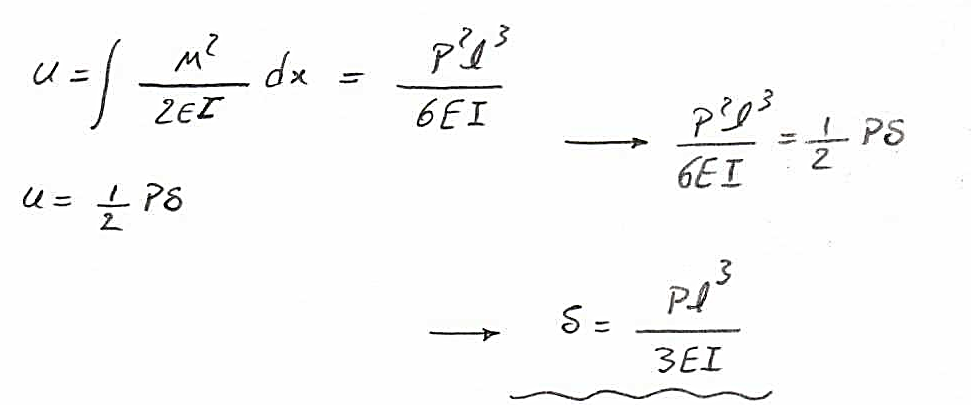 u = ∫ M²/2EI dx = P²l³/6EI
→ P²l³/6EI = 1/2 Pδ
u = 1/2 Pδ
→ δ = Pl³/3EI